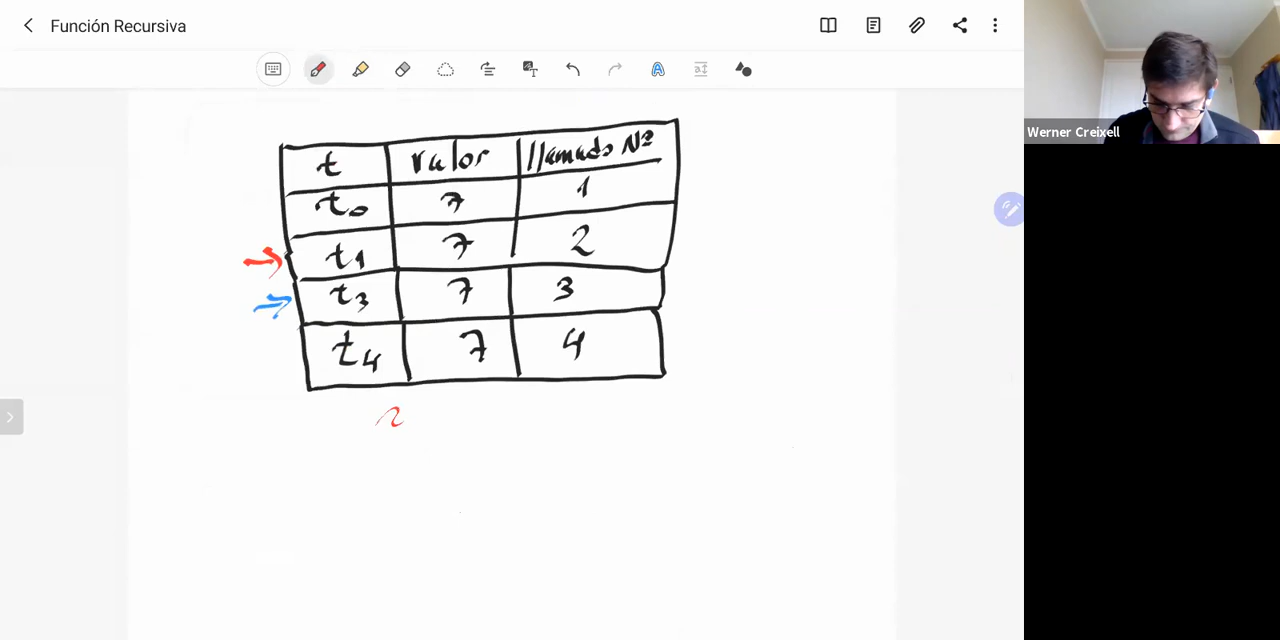 Función Recursiva
Werner Creixell
t valor llamado Nº
t0 7 1
t1 7 2
t3 7 3
t4 7 4